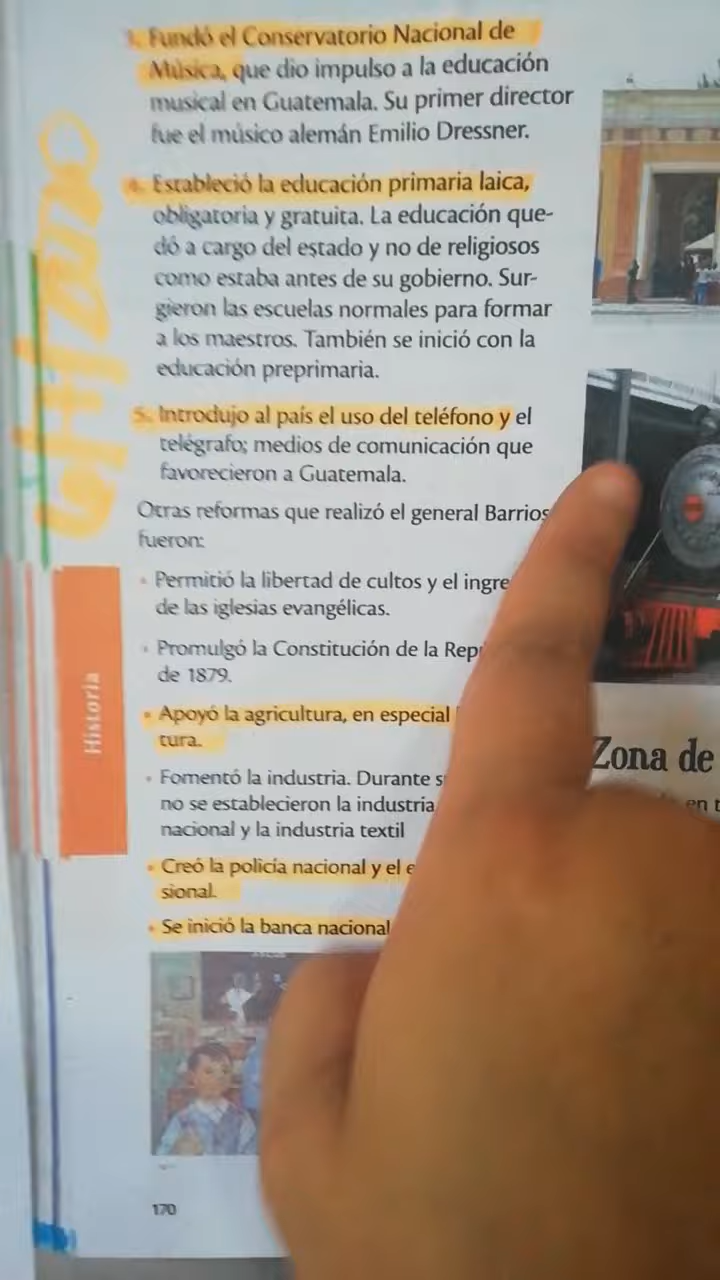 3. Fundó el Conservatorio Nacional de
Música, que dio impulso a la educación
musical en Guatemala. Su primer director
fue el músico alemán Emilio Dressner.
4. Estableció la educación primaria laica,
obligatoria y gratuita. La educación que-
dó a cargo del estado y no de religiosos
como estaba antes de su gobierno. Sur-
gieron las escuelas normales para formar
a los maestros. También se inició con la
educación preprimaria.
5. Introdujo al país el uso del teléfono y el
telégrafo; medios de comunicación que
favorecieron a Guatemala.
Otras reformas que realizó el general Barrios
fueron:
• Permitió la libertad de cultos y el
de las iglesias evangélicas.
• Promulgó la Constitución de la
de 1879.
• Apoyó la agricultura, en especial
tura.
• Fomentó la industria. Durante
no se establecieron la industria
nacional y la industria textil
• Creó la policía nacional y el
sional.
• Se inició la banca nacional
Historia
170
Zona de
en